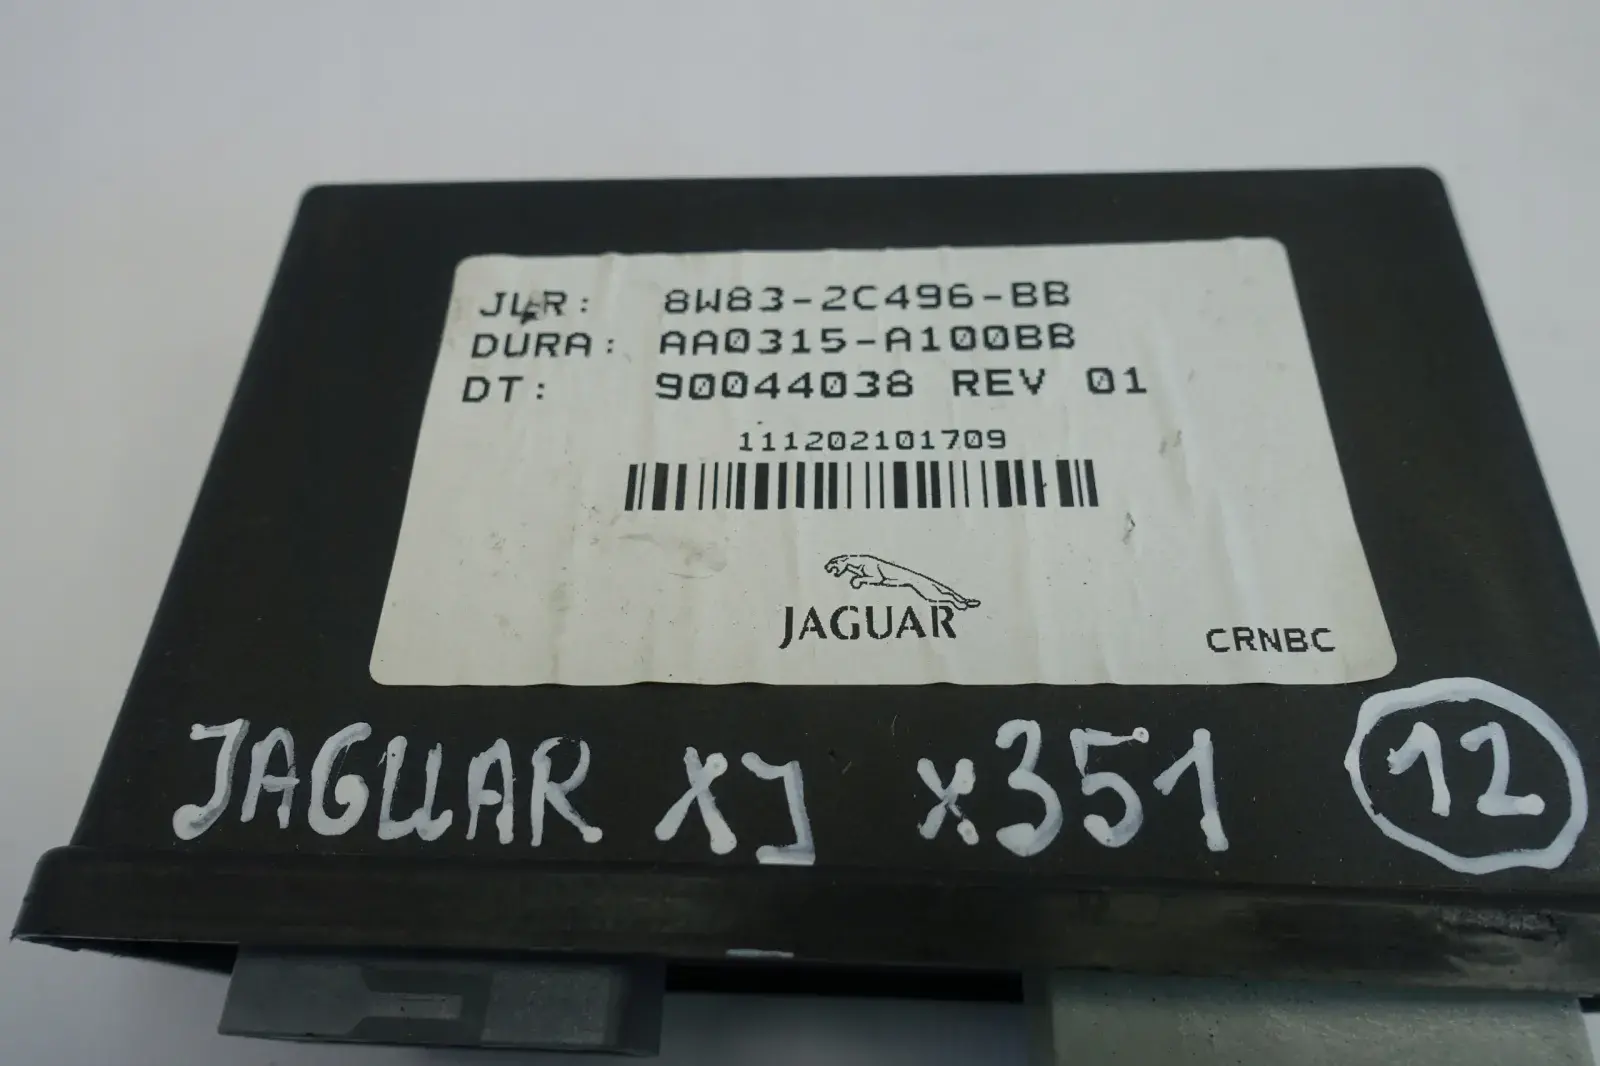 JLR: 8W83-2C496-BB
DURA: AA0315-A100BB
DT: 90044038 REV 01
111202101709
JAGUAR
CRNBC
JAGUAR XJ x351 12